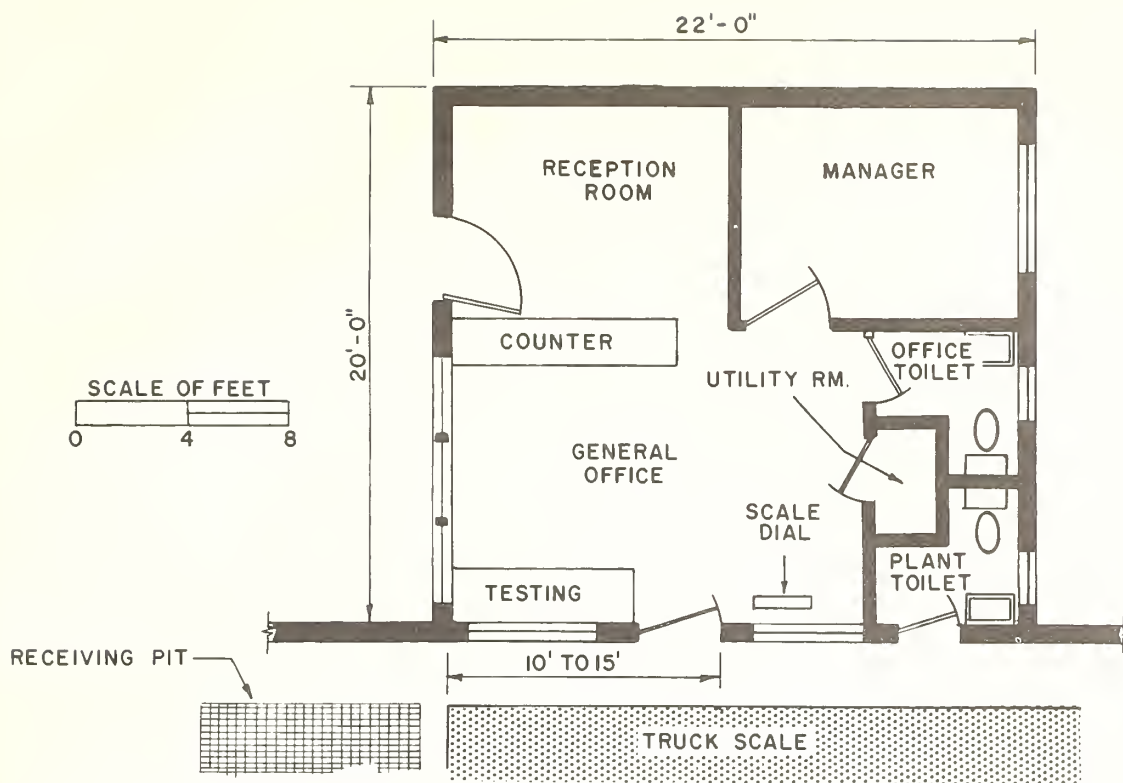 22'-0"
RECEPTION
ROOM
MANAGER
20'-0"
COUNTER
OFFICE
TOILET
UTILITY RM.
SCALE OF FEET
0 4 8
GENERAL
OFFICE
SCALE
DIAL
PLANT
TOILET
TESTING
RECEIVING PIT
10' TO 15'
TRUCK SCALE